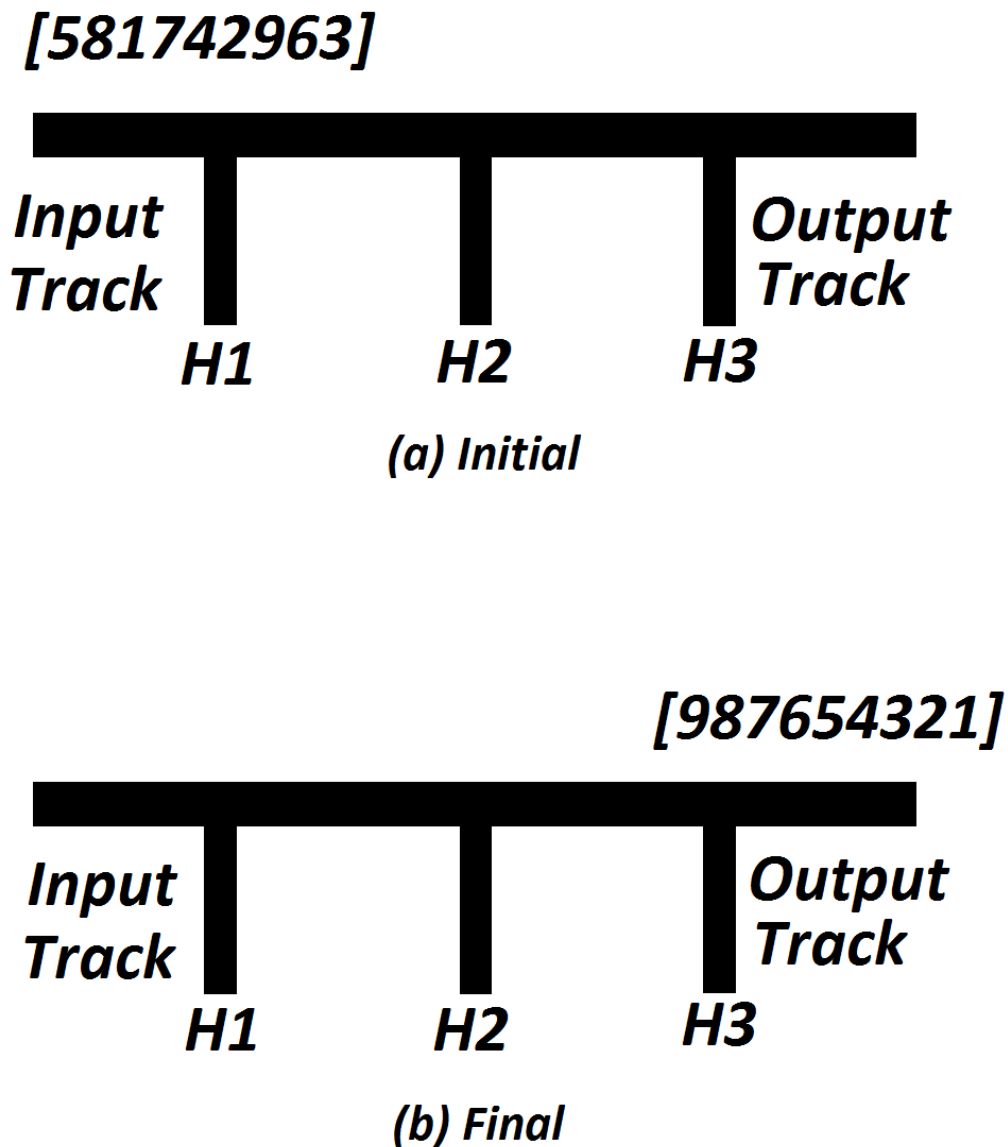 [581742963]
Input
Track
Output
Track
H1
H2
H3
(a) Initial
[987654321]
Input
Track
Output
Track
H1
H2
H3
(b) Final